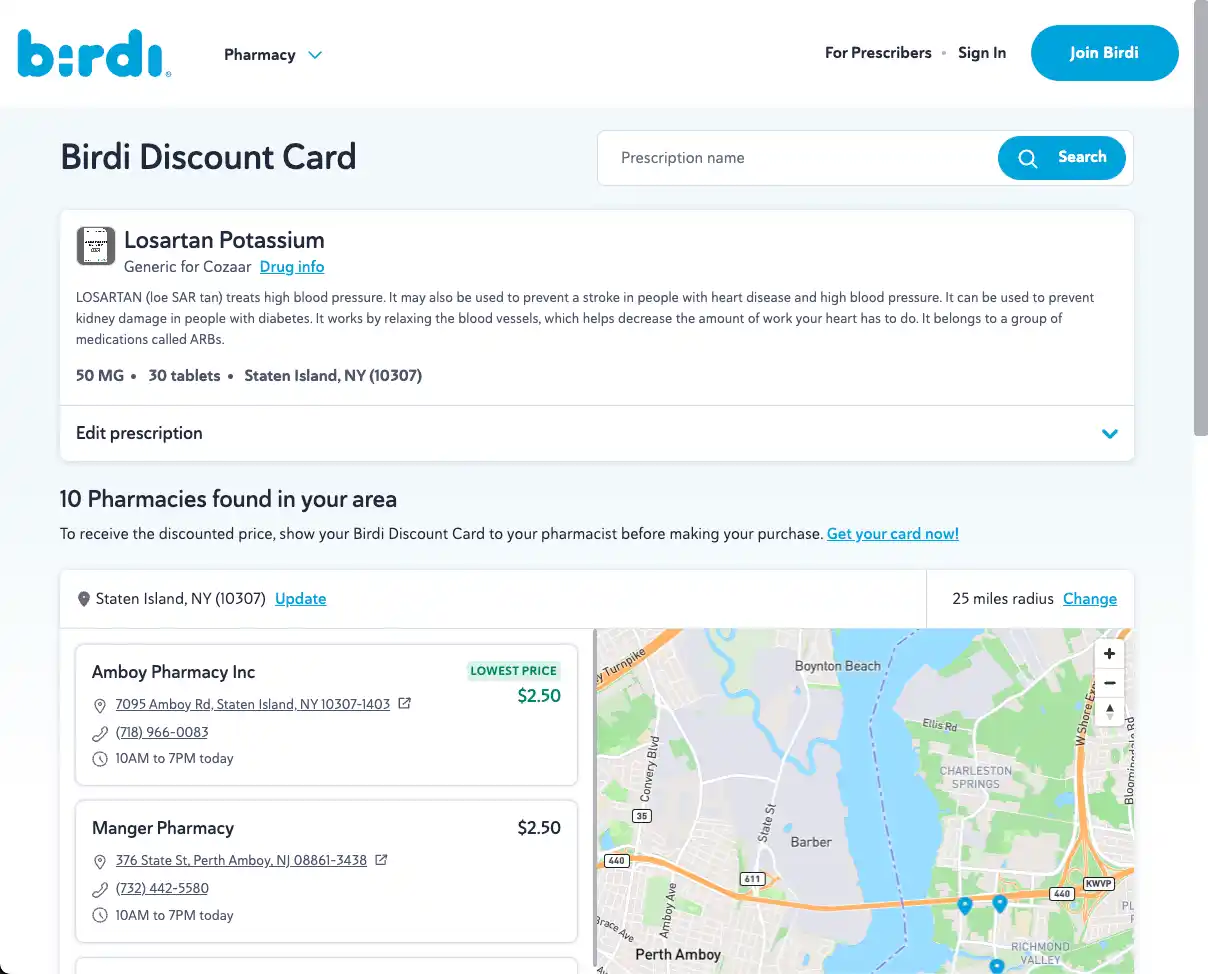 birdi
Pharmacy
For Prescribers • Sign In
Join Birdi
Birdi Discount Card
Prescription name
Search
Losartan Potassium
Generic for Cozaar Drug info
LOSARTAN (loe SAR tan) treats high blood pressure. It may also be used to prevent a stroke in people with heart disease and high blood pressure. It can be used to prevent
kidney damage in people with diabetes. It works by relaxing the blood vessels, which helps decrease the amount of work your heart has to do. It belongs to a group of
medications called ARBs.
50 MG • 30 tablets • Staten Island, NY (10307)
Edit prescription
10 Pharmacies found in your area
To receive the discounted price, show your Birdi Discount Card to your pharmacist before making your purchase. Get your card now!
Staten Island, NY (10307) Update
25 miles radius Change
Amboy Pharmacy Inc
LOWEST PRICE
$2.50
7095 Amboy Rd, Staten Island, NY 10307-1403
(718) 966-0083
10AM to 7PM today
Manger Pharmacy
$2.50
376 State St, Perth Amboy, NJ 08861-3438
(732) 442-5580
10AM to 7PM today
y Turnpike
Boynton Beach
W Shore Exp
Ellis Rd
Bloomingdale Rd
Convery Blvd
CHARLESTON
SPRINGS
35
State St
Barber
440
611
KWVP
440
Amboy Ave
Brace Ave
Perth Amboy
RICHMOND
VALLEY